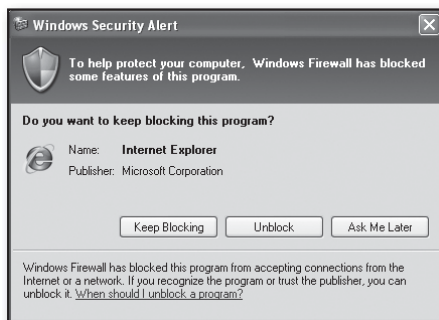 Windows Security Alert
To help protect your computer, Windows Firewall has blocked
some features of this program.
Do you want to keep blocking this program?
Name: Internet Explorer
Publisher: Microsoft Corporation
Keep Blocking Unblock Ask Me Later
Windows Firewall has blocked this program from accepting connections from the
Internet or a network. If you recognize the program or trust the publisher, you can
unblock it. When should I unblock a program?